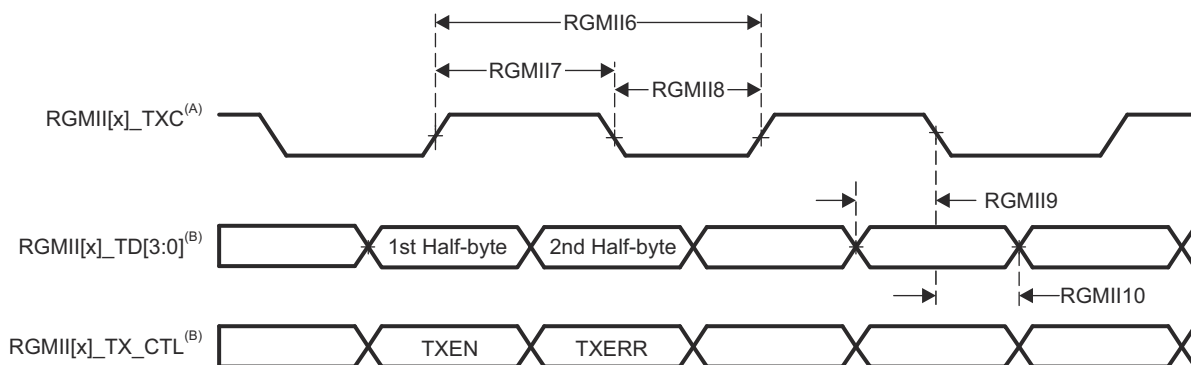 RGMII6
RGMII7
RGMII8
RGMII[x]_TXC(A)
RGMII9
RGMII[x]_TD[3:0](B)
1st Half-byte
2nd Half-byte
RGMII10
RGMII[x]_TX_CTL(B)
TXEN
TXERR